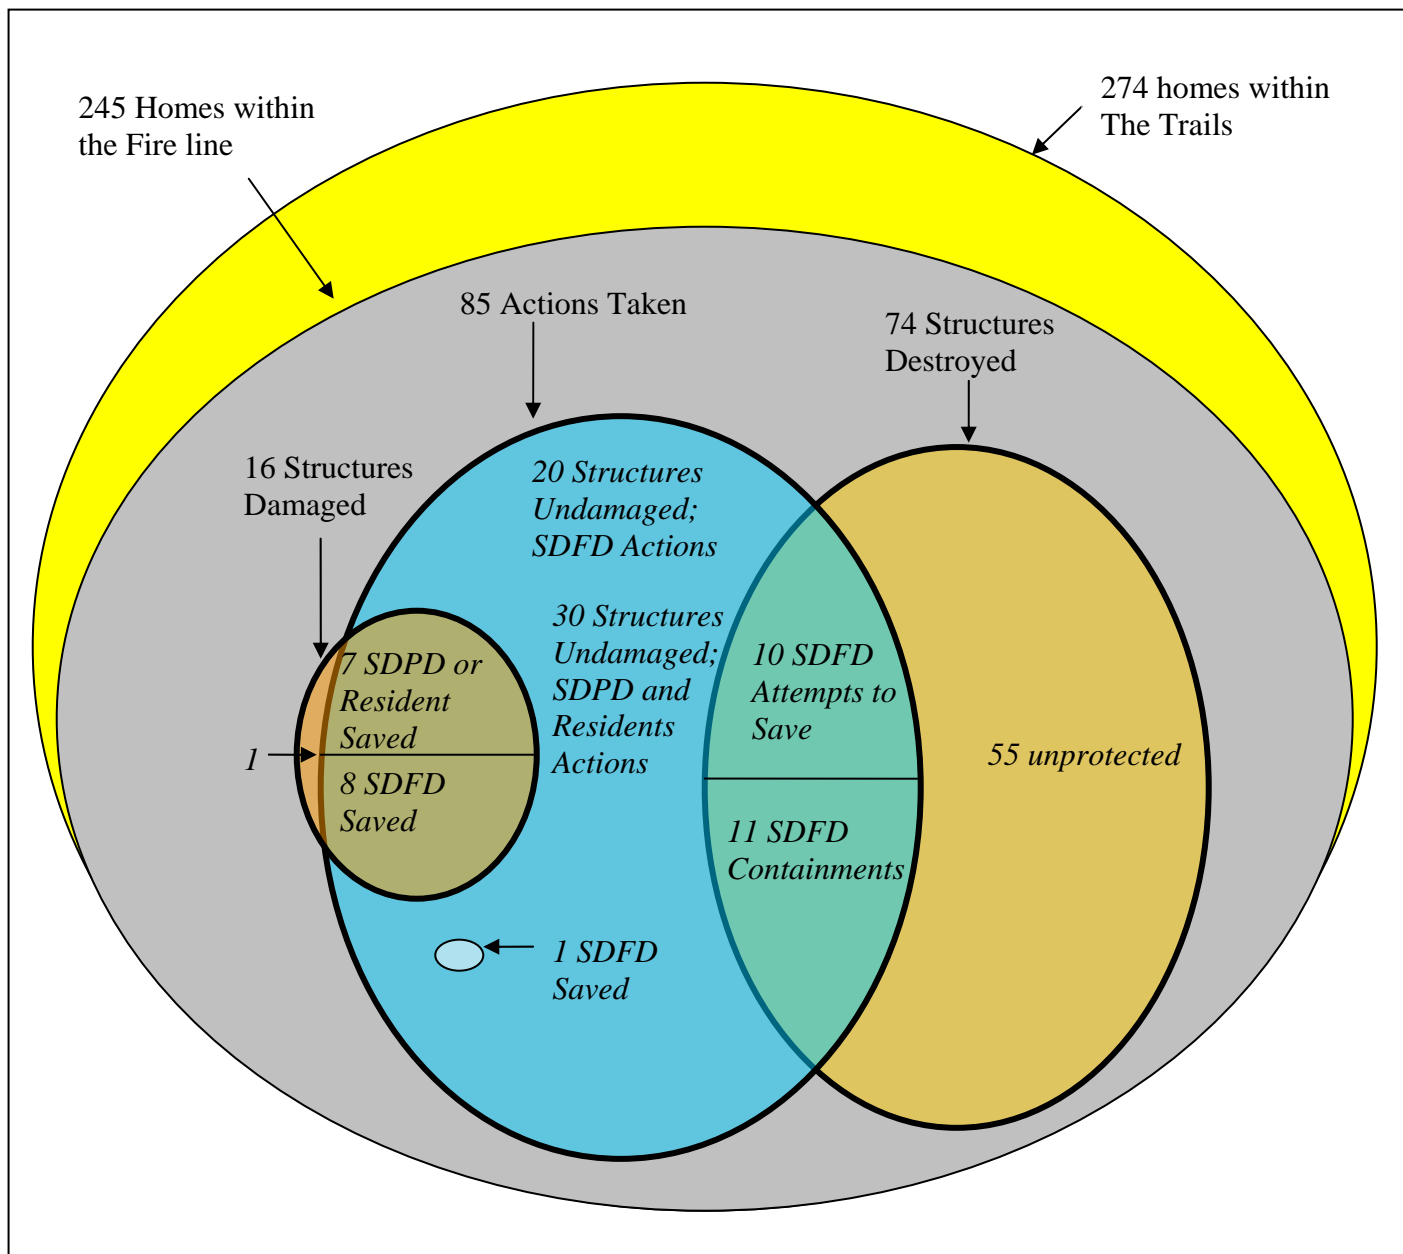 245 Homes within
the Fire line
274 homes within
The Trails
85 Actions Taken
74 Structures
Destroyed
16 Structures
Damaged
20 Structures
Undamaged;
SDFD Actions
30 Structures
Undamaged;
SDPD and
Residents
Actions
7 SDPD or
Resident
Saved
1
8 SDFD
Saved
10 SDFD
Attempts to
Save
55 unprotected
11 SDFD
Containments
1 SDFD
Saved